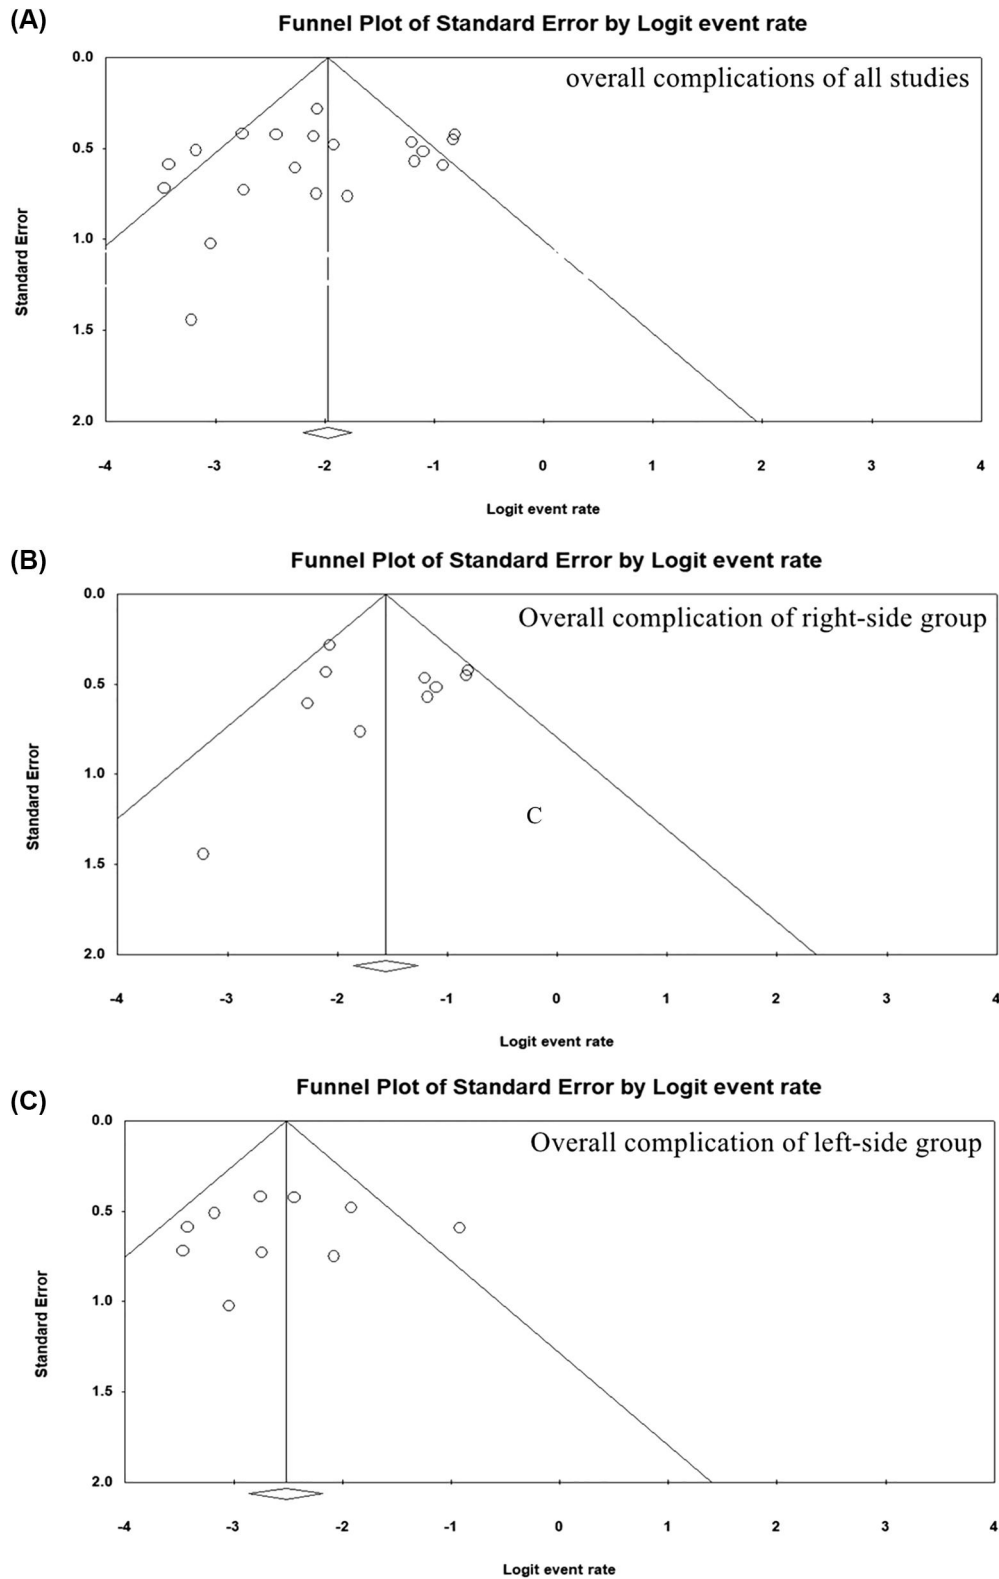 (A)
Funnel Plot of Standard Error by Logit event rate
overall complications of all studies
0.0
0.5
1.0
1.5
2.0
Standard Error
-4 -3 -2 -1 0 1 2 3 4
Logit event rate
(B)
Funnel Plot of Standard Error by Logit event rate
Overall complication of right-side group
0.0
0.5
1.0
1.5
2.0
Standard Error
C
-4 -3 -2 -1 0 1 2 3 4
Logit event rate
(C)
Funnel Plot of Standard Error by Logit event rate
Overall complication of left-side group
0.0
0.5
1.0
1.5
2.0
Standard Error
-4 -3 -2 -1 0 1 2 3 4
Logit event rate